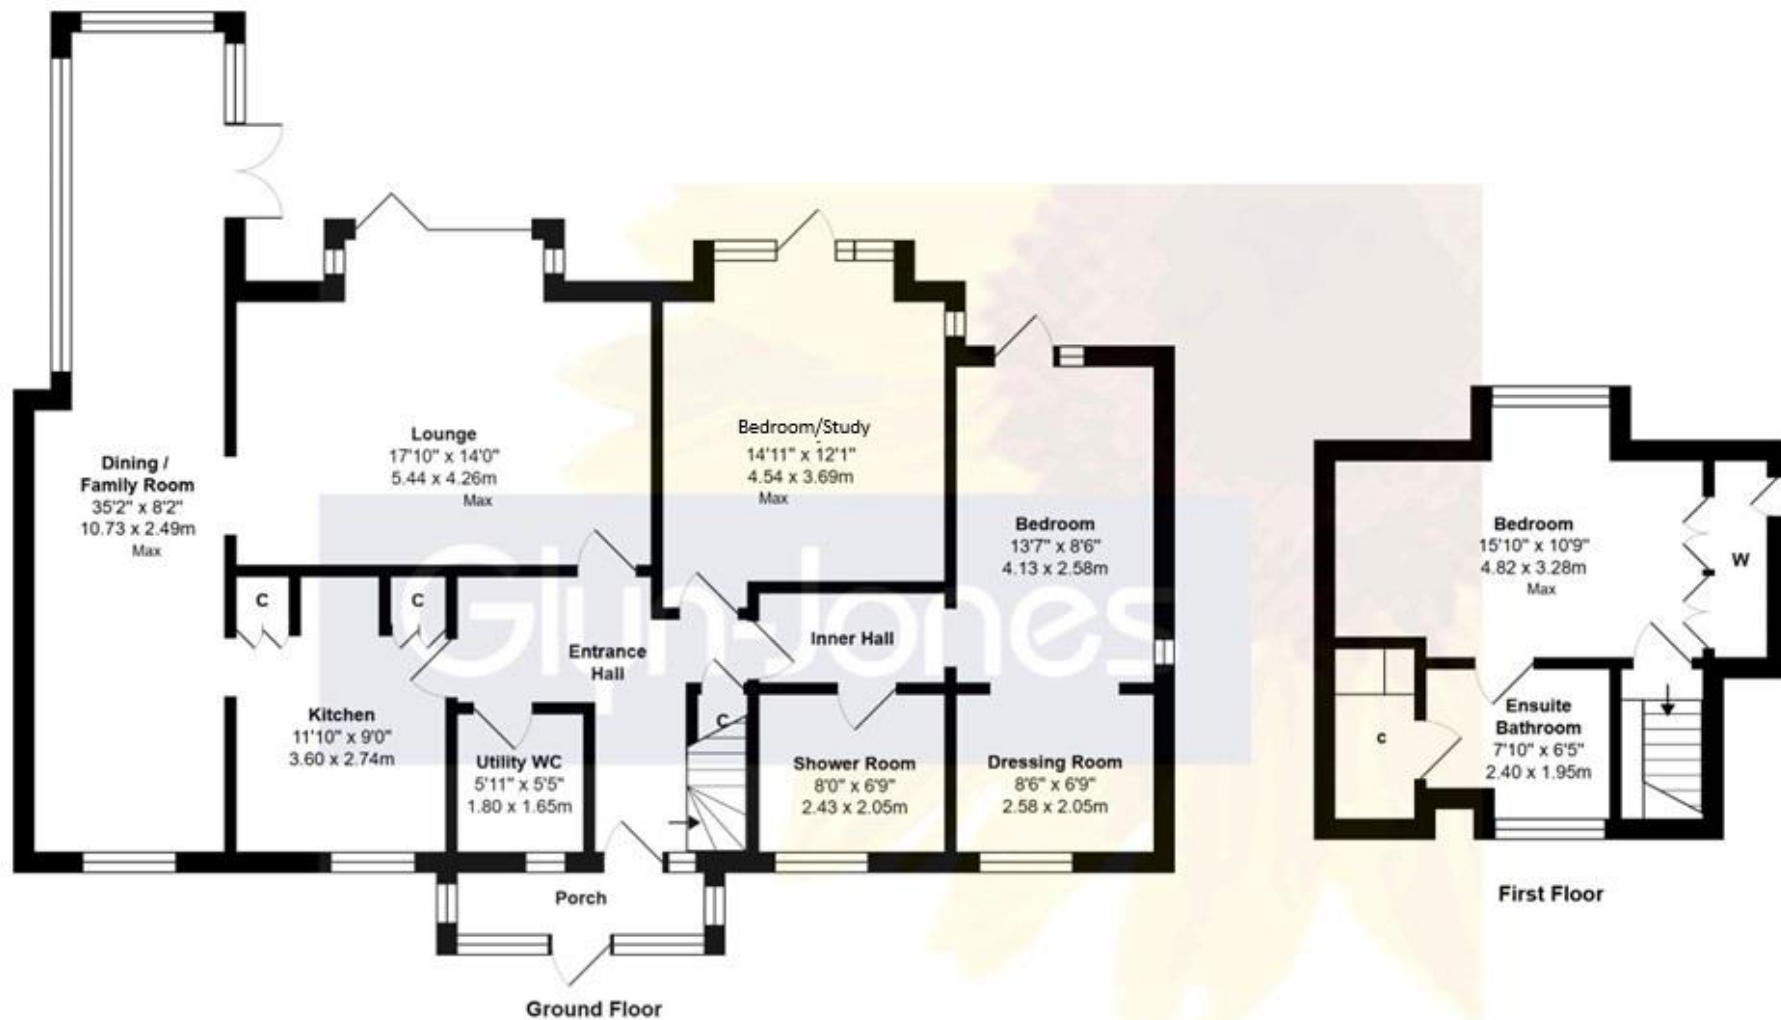 Dining /
Family Room
35'2" x 8'2"
10.73 x 2.49m
Max
Lounge
17'10" x 14'0"
5.44 x 4.26m
Max
Bedroom/Study
14'11" x 12'1"
4.54 x 3.69m
Max
Bedroom
13'7" x 8'6"
4.13 x 2.58m
C
C
Kitchen
11'10" x 9'0"
3.60 x 2.74m
Entrance
Hall
Inner Hall
Utility WC
5'11" x 5'5"
1.80 x 1.65m
C
Shower Room
8'0" x 6'9"
2.43 x 2.05m
Dressing Room
8'6" x 6'9"
2.58 x 2.05m
Porch
Ground Floor
Bedroom
15'10" x 10'9"
4.82 x 3.28m
Max
W
c
Ensuite
Bathroom
7'10" x 6'5"
2.40 x 1.95m
First Floor
Glyn-Jones